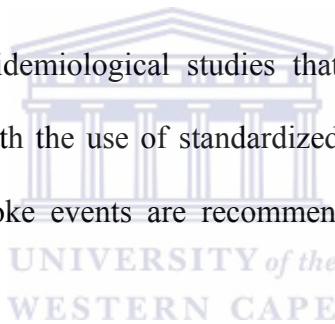 idemiological studies that
th the use of standardized
oke events are recommen
UNIVERSITY of the
WESTERN CAPE